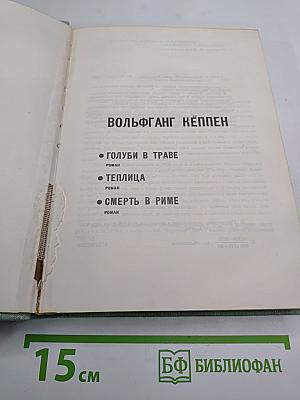 ВОЛЬФГАНГ КЁППЕН
● ГОЛУБИ В ТРАВЕ
РОМАН
● ТЕПЛИЦА
РОМАН
● СМЕРТЬ В РИМЕ
РОМАН
15 см
БФ БИБЛИОФАН